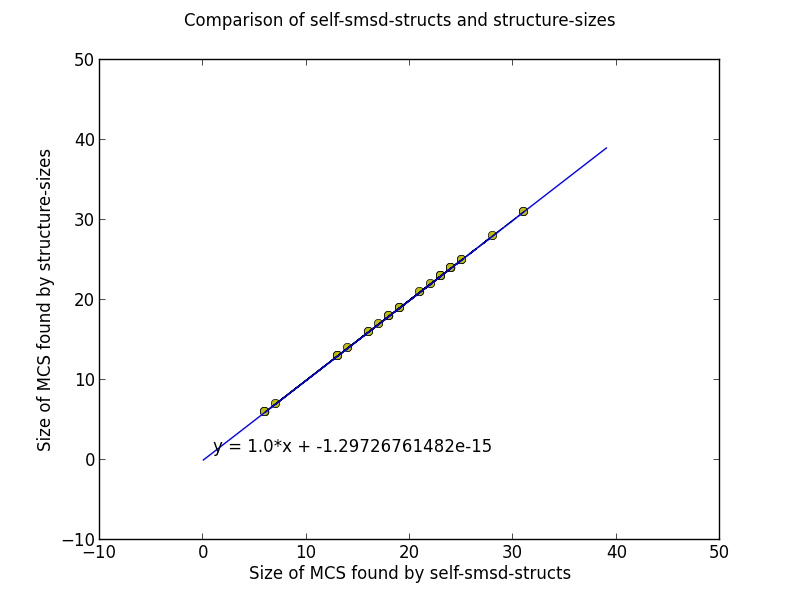 Comparison of self-smsd-structs and structure-sizes
50
40
30
20
10
0
−10
Size of MCS found by structure-sizes
y = 1.0*x + -1.29726761482e-15
−10 0 10 20 30 40 50
Size of MCS found by self-smsd-structs